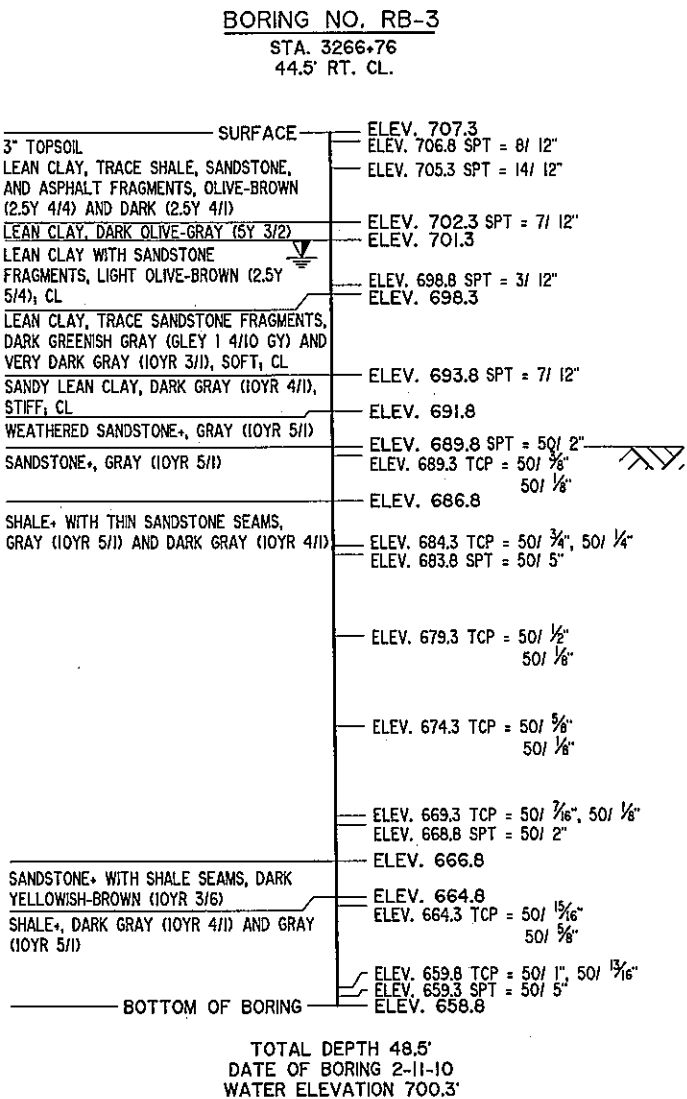 BORING NO. RB-3
STA. 3266+76
44.5' RT. CL.
SURFACE
ELEV. 707.3
3" TOPSOIL
ELEV. 706.8 SPT = 8/ 12"
LEAN CLAY, TRACE SHALE, SANDSTONE,
AND ASPHALT FRAGMENTS, OLIVE-BROWN
(2.5Y 4/4) AND DARK (2.5Y 4/1)
ELEV. 705.3 SPT = 14/ 12"
ELEV. 702.3 SPT = 7/ 12"
LEAN CLAY, DARK OLIVE-GRAY (5Y 3/2)
ELEV. 701.3
LEAN CLAY WITH SANDSTONE
FRAGMENTS, LIGHT OLIVE-BROWN (2.5Y
5/4); CL
ELEV. 698.8 SPT = 3/ 12"
ELEV. 698.3
LEAN CLAY, TRACE SANDSTONE FRAGMENTS,
DARK GREENISH GRAY (GLEY 1 4/10 GY) AND
VERY DARK GRAY (10YR 3/1), SOFT; CL
ELEV. 693.8 SPT = 7/ 12"
SANDY LEAN CLAY, DARK GRAY (10YR 4/1),
STIFF; CL
ELEV. 691.8
WEATHERED SANDSTONE+, GRAY (10YR 5/1)
ELEV. 689.8 SPT = 50/ 2"
SANDSTONE+, GRAY (10YR 5/1)
ELEV. 689.3 TCP = 50/ 3/8"
50/ 1/8"
ELEV. 686.8
SHALE+ WITH THIN SANDSTONE SEAMS,
GRAY (10YR 5/1) AND DARK GRAY (10YR 4/1)
ELEV. 684.3 TCP = 50/ 3/4", 50/ 1/4"
ELEV. 683.8 SPT = 50/ 5"
ELEV. 679.3 TCP = 50/ 1/2"
50/ 1/8"
ELEV. 674.3 TCP = 50/ 5/8"
50/ 1/8"
ELEV. 669.3 TCP = 50/ 7/16", 50/ 1/8"
ELEV. 668.8 SPT = 50/ 2"
ELEV. 666.8
SANDSTONE+ WITH SHALE SEAMS, DARK
YELLOWISH-BROWN (10YR 3/6)
ELEV. 664.8
SHALE+, DARK GRAY (10YR 4/1) AND GRAY
(10YR 5/1)
ELEV. 664.3 TCP = 50/ 15/16"
50/ 5/8"
ELEV. 659.8 TCP = 50/ 1", 50/ 13/16"
ELEV. 659.3 SPT = 50/ 5"
BOTTOM OF BORING
ELEV. 658.8
TOTAL DEPTH 48.5'
DATE OF BORING 2-11-10
WATER ELEVATION 700.3'